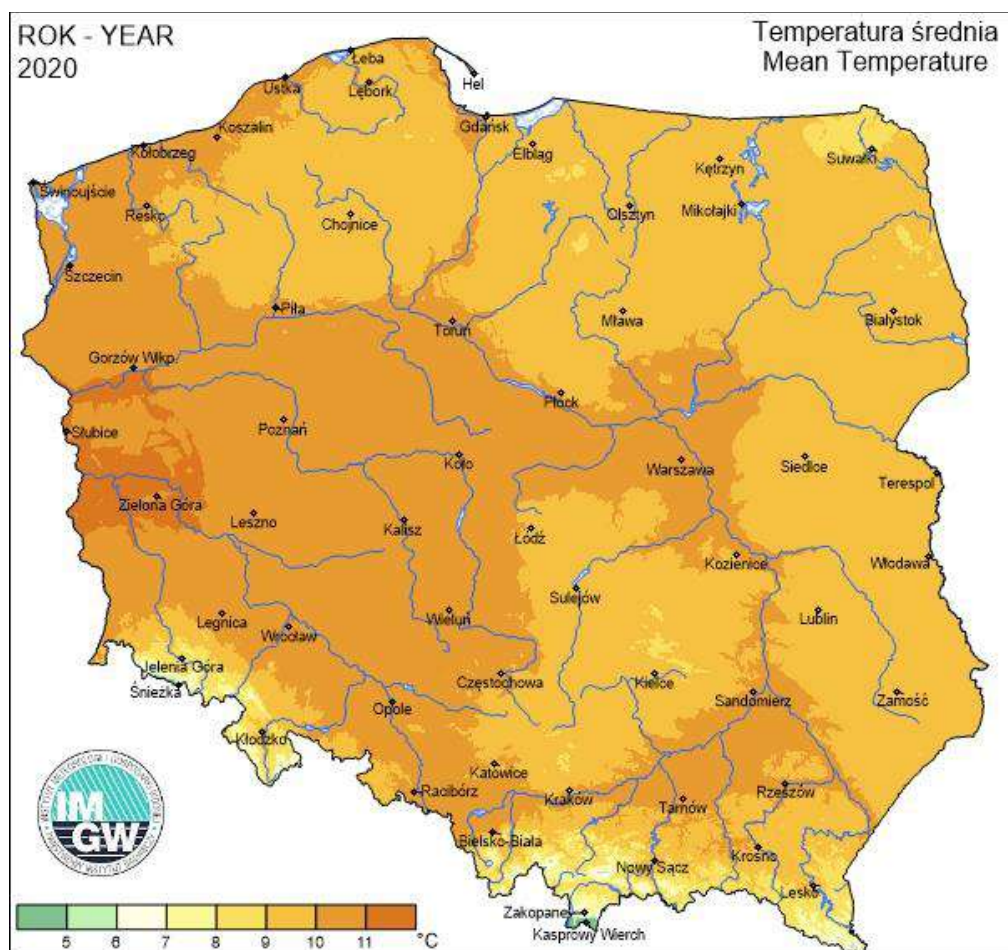 ROK - YEAR
2020
Temperatura średnia
Mean Temperature
Łeba
Hel
Ustka
Lębork
Gdańsk
Koszalin
Kołobrzeg
Elbląg
Kętrzyn
Suwałki
Świnoujście
Resko
Chojnice
Olsztyn
Mikołajki
Szczecin
Piła
Toruń
Mława
Białystok
Gorzów Wlkp.
Płock
Słubice
Poznań
Koło
Warszawa
Siedlce
Terespol
Zielona Góra
Leszno
Kalisz
Łódź
Kozienice
Włodawa
Sulejów
Legnica
Wrocław
Wieluń
Lublin
Jelenia Góra
Śnieżka
Częstochowa
Kielce
Sandomierz
Zamość
Opole
Kłodzko
Katowice
Racibórz
Kraków
Tarnów
Rzeszów
IM
GW
Bielsko-Biała
Nowy Sącz
Krosno
Lesko
Zakopane
Kasprowy Wierch
5 6 7 8 9 10 11 °C